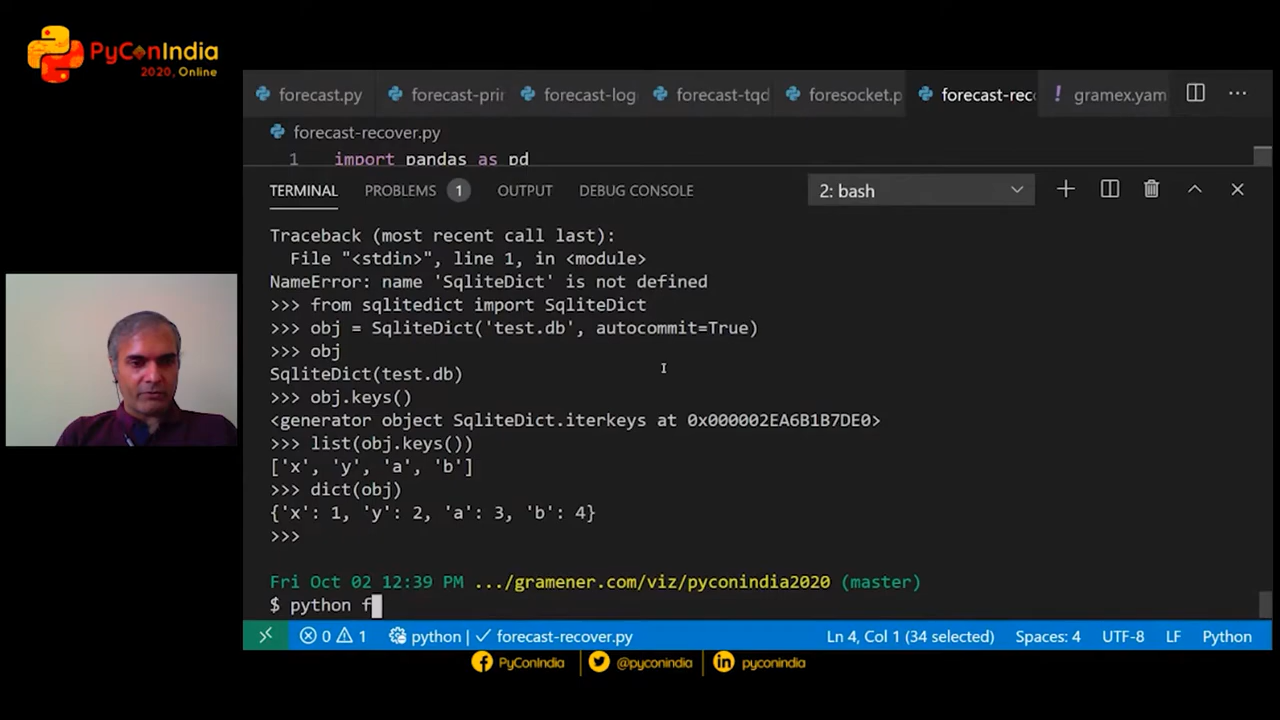 PyConIndia
2020, Online
forecast.py forecast-prin forecast-log forecast-tqd foresocket.p forecast-reco ! gramex.yam ...
forecast-recover.py
1 import pandas as pd
TERMINAL PROBLEMS 1 OUTPUT DEBUG CONSOLE 2: bash
Traceback (most recent call last):
File "<stdin>", line 1, in <module>
NameError: name 'SqliteDict' is not defined
>>> from sqlitedict import SqliteDict
>>> obj = SqliteDict('test.db', autocommit=True)
>>> obj
SqliteDict(test.db)
>>> obj.keys()
<generator object SqliteDict.iterkeys at 0x000002EA6B1B7DE0>
>>> list(obj.keys())
['x', 'y', 'a', 'b']
>>> dict(obj)
{'x': 1, 'y': 2, 'a': 3, 'b': 4}
>>>
Fri Oct 02 12:39 PM .../gramener.com/viz/pyconindia2020 (master)
$ python f
0 1 python | ✓ forecast-recover.py Ln 4, Col 1 (34 selected) Spaces: 4 UTF-8 LF Python
PyConIndia @pyconindia pyconindia